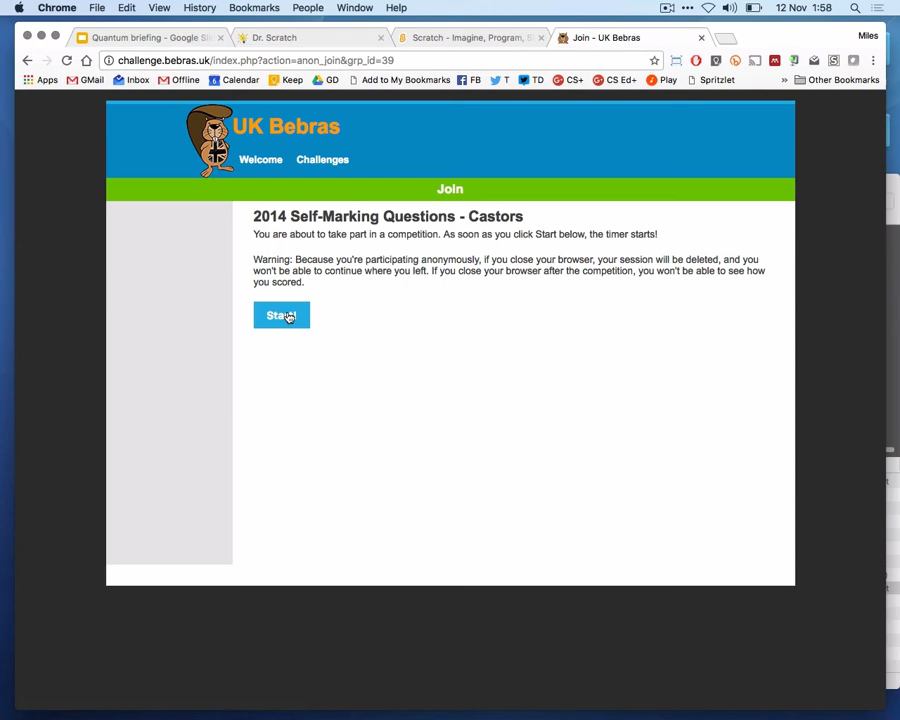 Chrome File Edit View History Bookmarks People Window Help 12 Nov 1:58
Quantum briefing - Google Sli
Dr. Scratch
Scratch - Imagine, Program, S
Join - UK Bebras
Miles
challenge.bebras.uk/index.php?action=anon_join&grp_id=39
Apps GMail Inbox Offline Calendar Keep GD Add to My Bookmarks FB T TD CS+ CS Ed+ Play Spritzlet » Other Bookmarks
UK Bebras
Welcome Challenges
Join
2014 Self-Marking Questions - Castors
You are about to take part in a competition. As soon as you click Start below, the timer starts!
Warning: Because you're participating anonymously, if you close your browser, your session will be deleted, and you
won't be able to continue where you left. If you close your browser after the competition, you won't be able to see how
you scored.
Start!